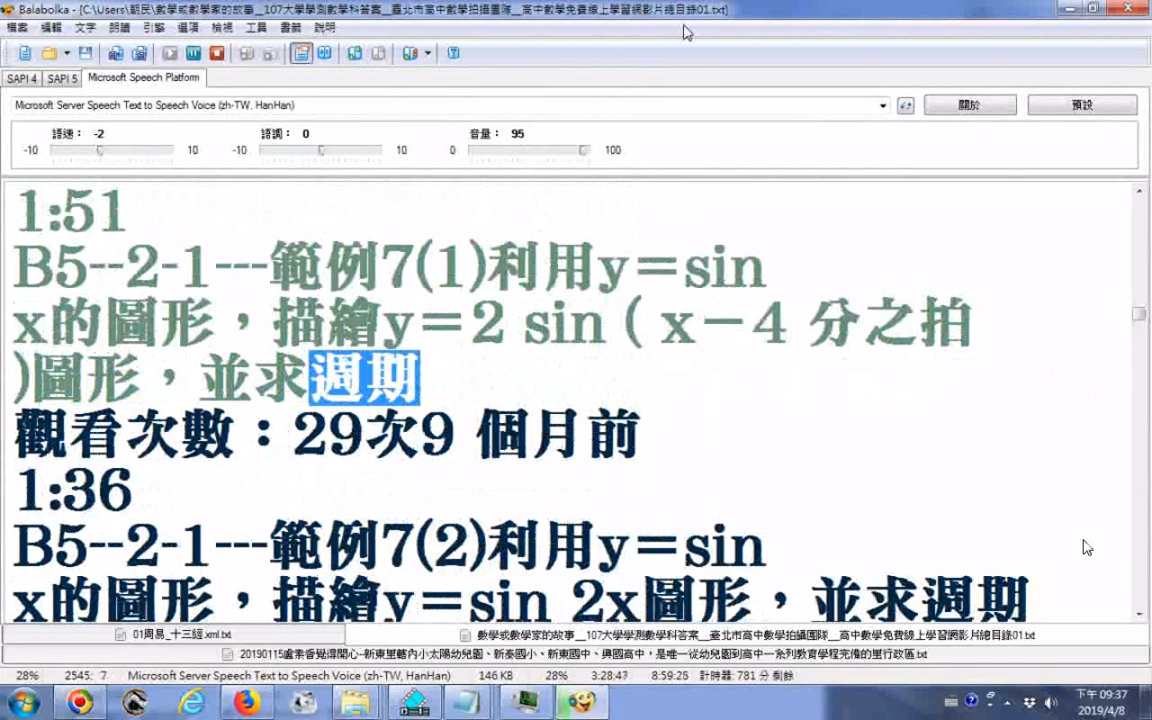 Balabolka - [C:\Users\範民\數學或數學家的故事__107大學學測數學科答案__臺北市高中數學拍攝團隊__高中數學免費線上學習網影片總目錄01.txt]
檔案 編輯 文字 朗讀 引擎 選項 檢視 工具 書籤 說明
SAPI 4 SAPI 5 Microsoft Speech Platform
Microsoft Server Speech Text to Speech Voice (zh-TW, HanHan) 關於 預設
語速： -2 語調： 0 音量： 95
-10 10 -10 10 0 100
1:51
B5--2-1---範例7(1)利用y＝sin
x的圖形，描繪y＝2 sin ( x－4 分之拍
)圖形，並求週期
觀看次數：29次9 個月前
1:36
B5--2-1---範例7(2)利用y＝sin
x的圖形，描繪y＝sin 2x圖形，並求週期
01周易_十三經.xml.txt 數學或數學家的故事__107大學學測數學科答案__臺北市高中數學拍攝團隊__高中數學免費線上學習網影片總目錄01.txt
20190115盧素香覺得開心--新東里轄內小太陽幼兒園、新泰國小、新東國中、興國高中，是唯一從幼兒園到高中一系列教育學程完備的里行政區.txt
28% 2545: 7 Microsoft Server Speech Text to Speech Voice (zh-TW, HanHan) 146 KB 28% 3:28:47 8:59:28 計時器: 781 分 剩餘
下午 09:37
2019/4/8